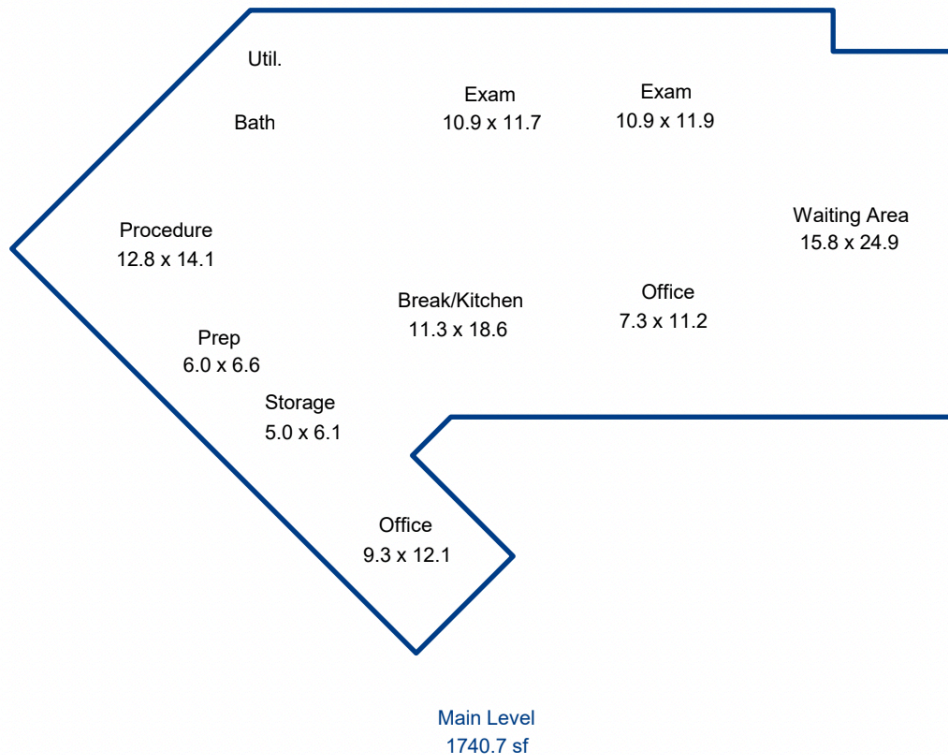 Util.
Bath
Exam
10.9 x 11.7
Exam
10.9 x 11.9
Procedure
12.8 x 14.1
Waiting Area
15.8 x 24.9
Break/Kitchen
11.3 x 18.6
Office
7.3 x 11.2
Prep
6.0 x 6.6
Storage
5.0 x 6.1
Office
9.3 x 12.1
Main Level
1740.7 sf